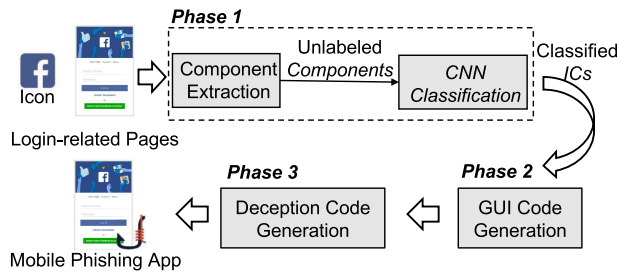 Phase 1
Icon
Login-related Pages
Component
Extraction
Unlabeled
Components
CNN
Classification
Classified
ICs
Phase 2
GUI Code
Generation
Phase 3
Deception Code
Generation
Mobile Phishing App